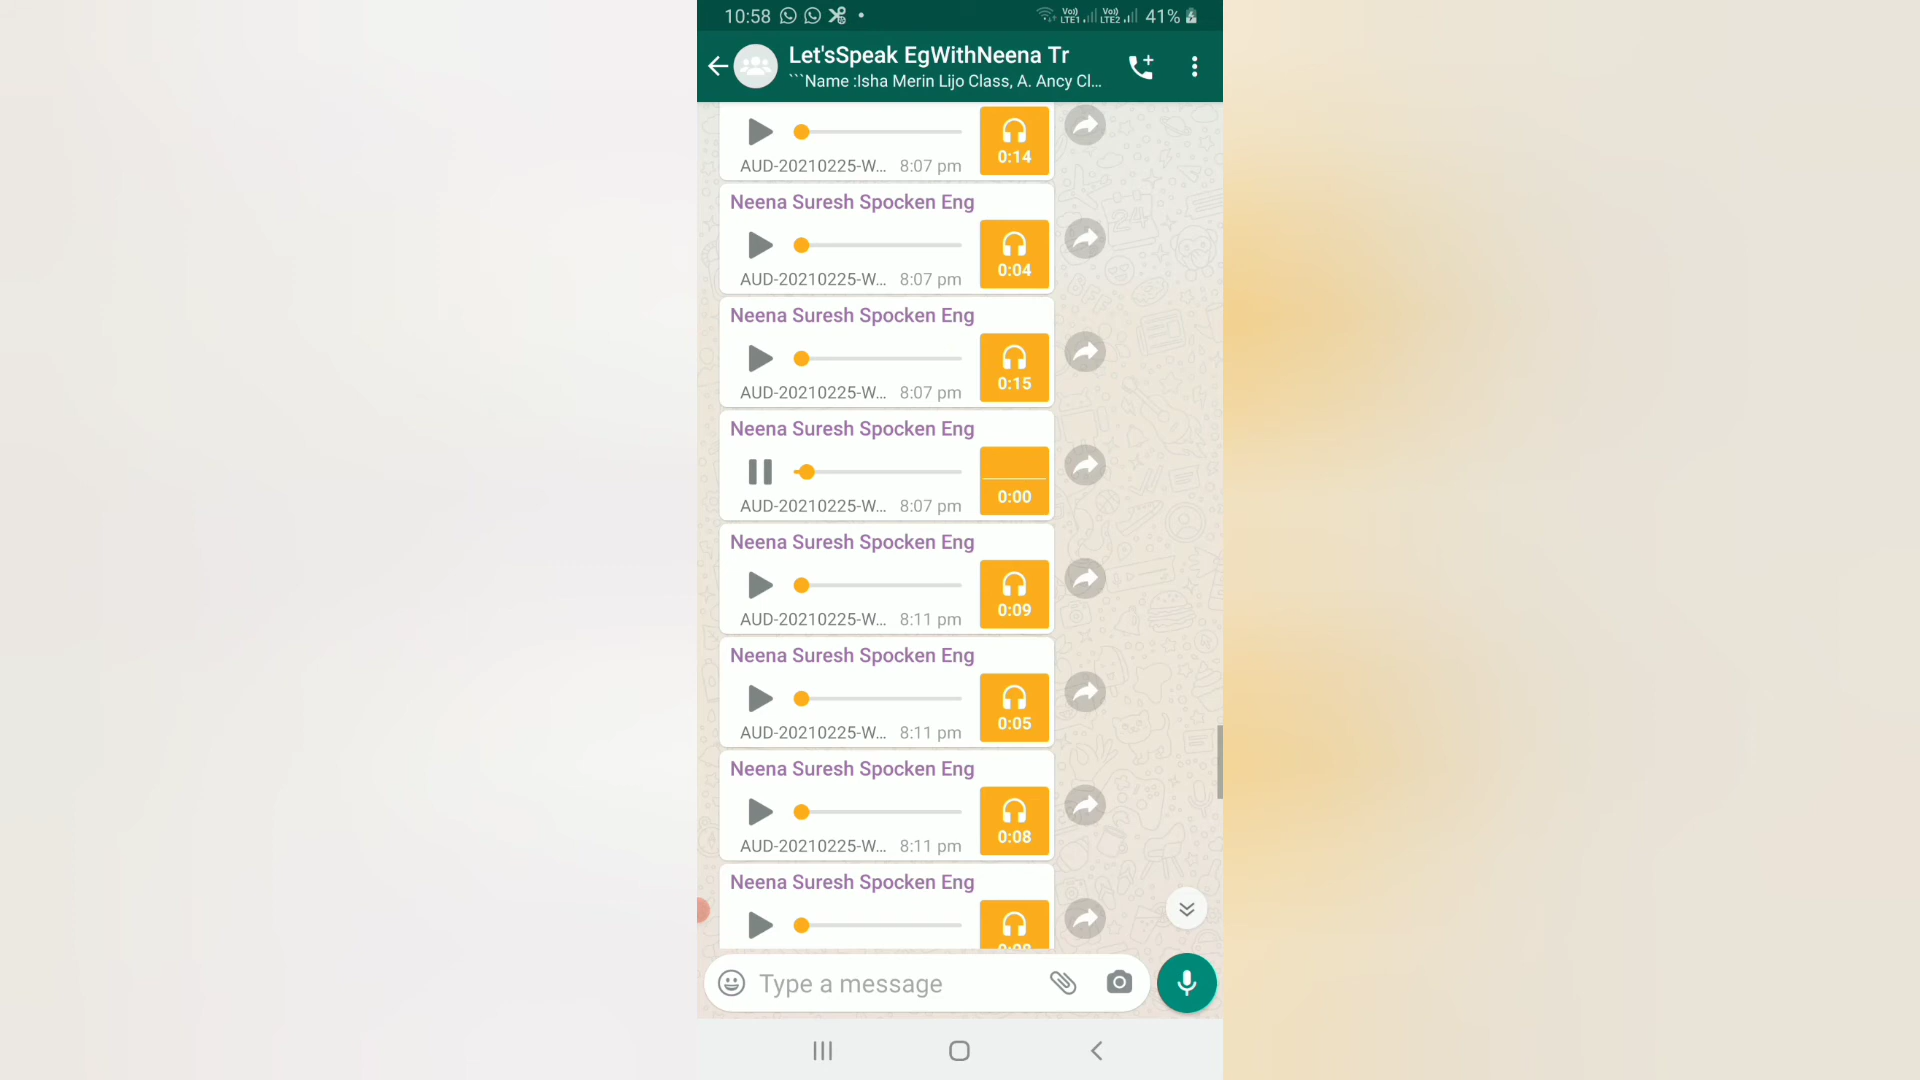 10:58
Vo)) LTE1 Vo)) LTE2 41%
Let'sSpeak EgWithNeena Tr
```Name :Isha Merin Lijo Class, A. Ancy Cl...
0:14
AUD-20210225-W... 8:07 pm
Neena Suresh Spocken Eng
0:04
AUD-20210225-W... 8:07 pm
Neena Suresh Spocken Eng
0:15
AUD-20210225-W... 8:07 pm
Neena Suresh Spocken Eng
0:00
AUD-20210225-W... 8:07 pm
Neena Suresh Spocken Eng
0:09
AUD-20210225-W... 8:11 pm
Neena Suresh Spocken Eng
0:05
AUD-20210225-W... 8:11 pm
Neena Suresh Spocken Eng
0:08
AUD-20210225-W... 8:11 pm
Neena Suresh Spocken Eng
Type a message